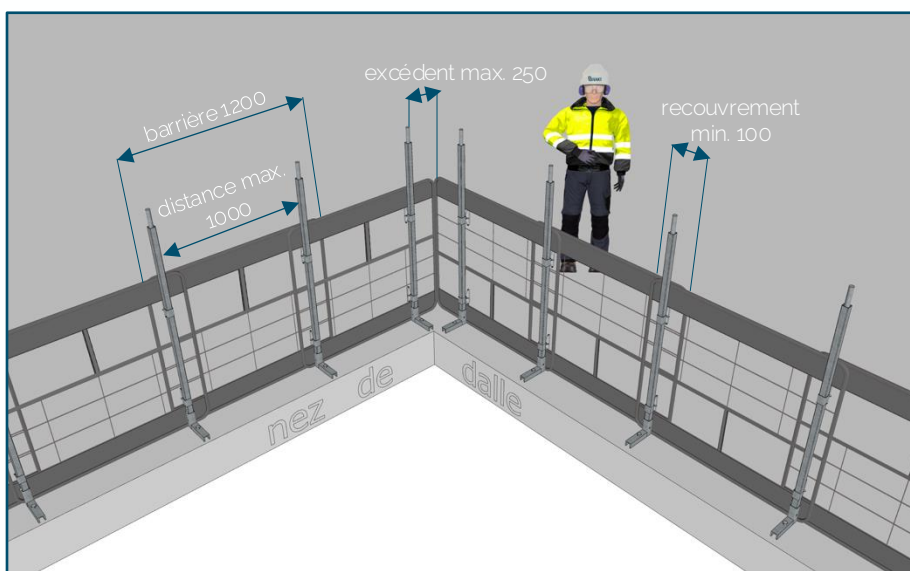 excédent max. 250
barrière 1200
recouvrement
min. 100
distance max.
1000
nez de dalle